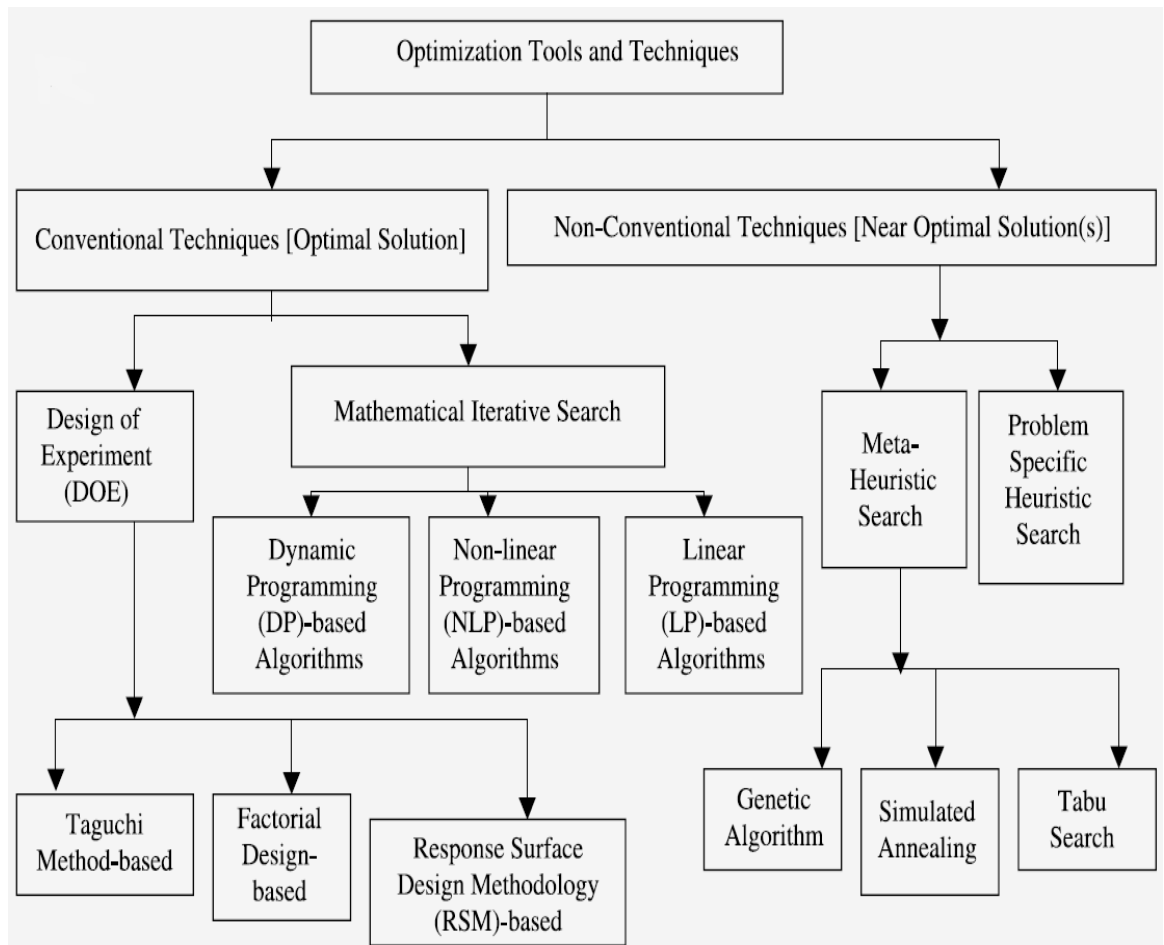 Optimization Tools and Techniques
Conventional Techniques [Optimal Solution]
Non-Conventional Techniques [Near Optimal Solution(s)]
Design of
Experiment
(DOE)
Mathematical Iterative Search
Meta-
Heuristic
Search
Problem
Specific
Heuristic
Search
Dynamic
Programming
(DP)-based
Algorithms
Non-linear
Programming
(NLP)-based
Algorithms
Linear
Programming
(LP)-based
Algorithms
Taguchi
Method-based
Factorial
Design-
based
Response Surface
Design Methodology
(RSM)-based
Genetic
Algorithm
Simulated
Annealing
Tabu
Search